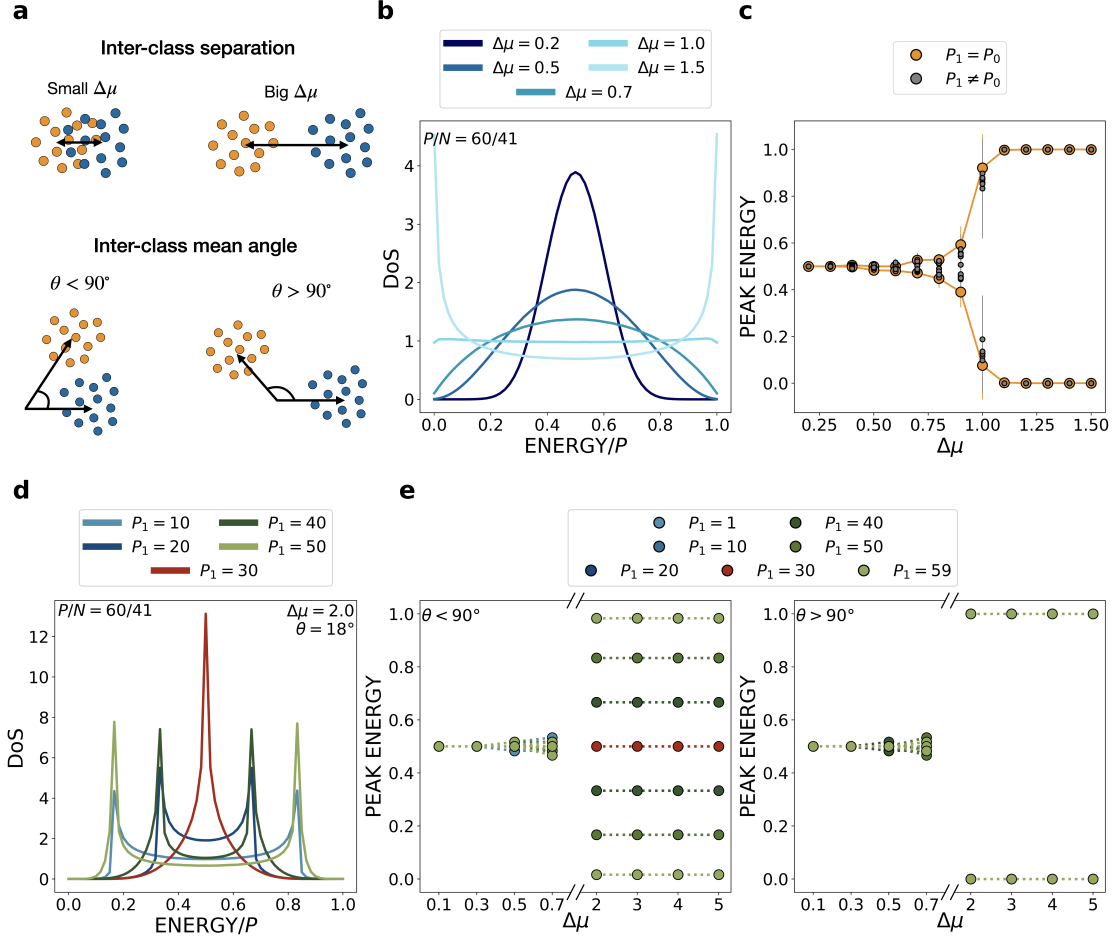 a
Inter-class separation
Small Δμ
Big Δμ
Inter-class mean angle
θ < 90°
θ > 90°
b
Δμ = 0.2
Δμ = 0.5
Δμ = 0.7
Δμ = 1.0
Δμ = 1.5
P/N = 60/41
DoS
4
3
2
1
0
0.0 0.2 0.4 0.6 0.8 1.0
ENERGY/P
c
P₁ = P₀
P₁ ≠ P₀
PEAK ENERGY
1.0
0.8
0.6
0.4
0.2
0.0
0.25 0.50 0.75 1.00 1.25 1.50
Δμ
d
P₁ = 10
P₁ = 20
P₁ = 30
P₁ = 40
P₁ = 50
P/N = 60/41
Δμ = 2.0
θ = 18°
DoS
12
10
8
6
4
2
0
0.0 0.2 0.4 0.6 0.8 1.0
ENERGY/P
e
P₁ = 1
P₁ = 40
P₁ = 10
P₁ = 50
P₁ = 20
P₁ = 30
P₁ = 59
θ < 90°
PEAK ENERGY
1.0
0.8
0.6
0.4
0.2
0.0
0.1 0.3 0.5 0.7 2 3 4 5
Δμ
θ > 90°
PEAK ENERGY
1.0
0.8
0.6
0.4
0.2
0.0
0.1 0.3 0.5 0.7 2 3 4 5
Δμ